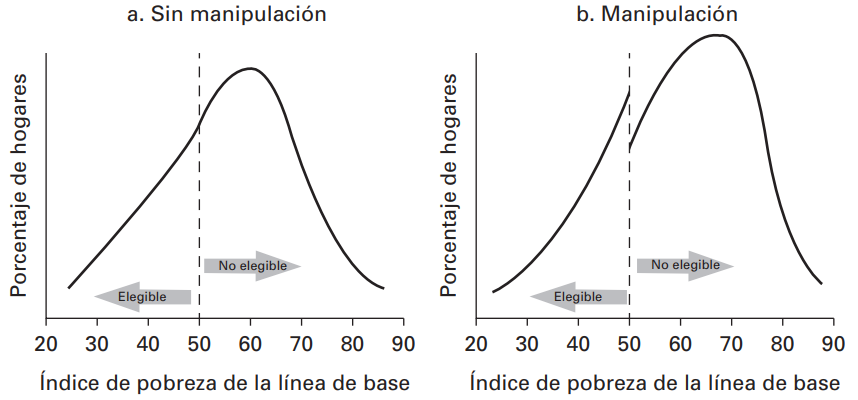 a. Sin manipulación
Porcentaje de hogares
No elegible
Elegible
20 30 40 50 60 70 80 90
Índice de pobreza de la línea de base
b. Manipulación
Porcentaje de hogares
No elegible
Elegible
20 30 40 50 60 70 80 90
Índice de pobreza de la línea de base